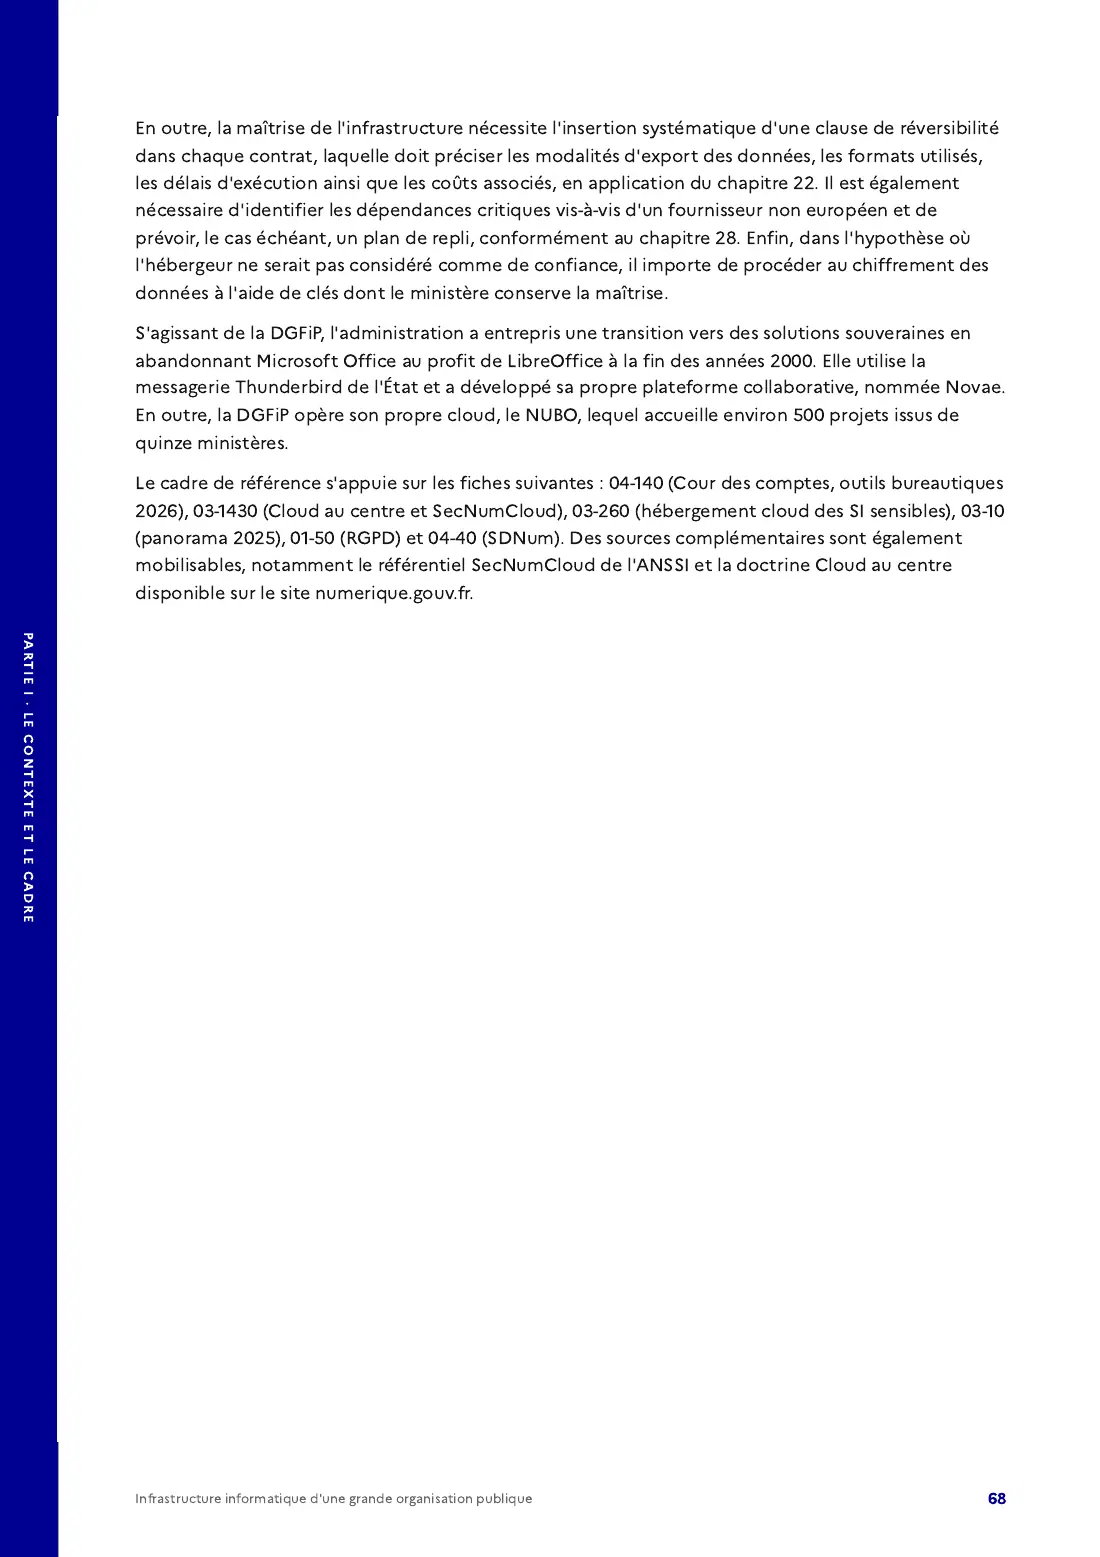 En outre, la maîtrise de l'infrastructure nécessite l'insertion systématique d'une clause de réversibilité
dans chaque contrat, laquelle doit préciser les modalités d'export des données, les formats utilisés,
les délais d'exécution ainsi que les coûts associés, en application du chapitre 22. Il est également
nécessaire d'identifier les dépendances critiques vis-à-vis d'un fournisseur non européen et de
prévoir, le cas échéant, un plan de repli, conformément au chapitre 28. Enfin, dans l'hypothèse où
l'hébergeur ne serait pas considéré comme de confiance, il importe de procéder au chiffrement des
données à l'aide de clés dont le ministère conserve la maîtrise.
S'agissant de la DGFiP, l'administration a entrepris une transition vers des solutions souveraines en
abandonnant Microsoft Office au profit de LibreOffice à la fin des années 2000. Elle utilise la
messagerie Thunderbird de l'État et a développé sa propre plateforme collaborative, nommée Novae.
En outre, la DGFiP opère son propre cloud, le NUBO, lequel accueille environ 500 projets issus de
quinze ministères.
Le cadre de référence s'appuie sur les fiches suivantes : 04-140 (Cour des comptes, outils bureautiques
2026), 03-1430 (Cloud au centre et SecNumCloud), 03-260 (hébergement cloud des SI sensibles), 03-10
(panorama 2025), 01-50 (RGPD) et 04-40 (SDNum). Des sources complémentaires sont également
mobilisables, notamment le référentiel SecNumCloud de l'ANSSI et la doctrine Cloud au centre
disponible sur le site numerique.gouv.fr.
PARTIE I · LE CONTEXTE ET LE CADRE
Infrastructure informatique d'une grande organisation publique
68